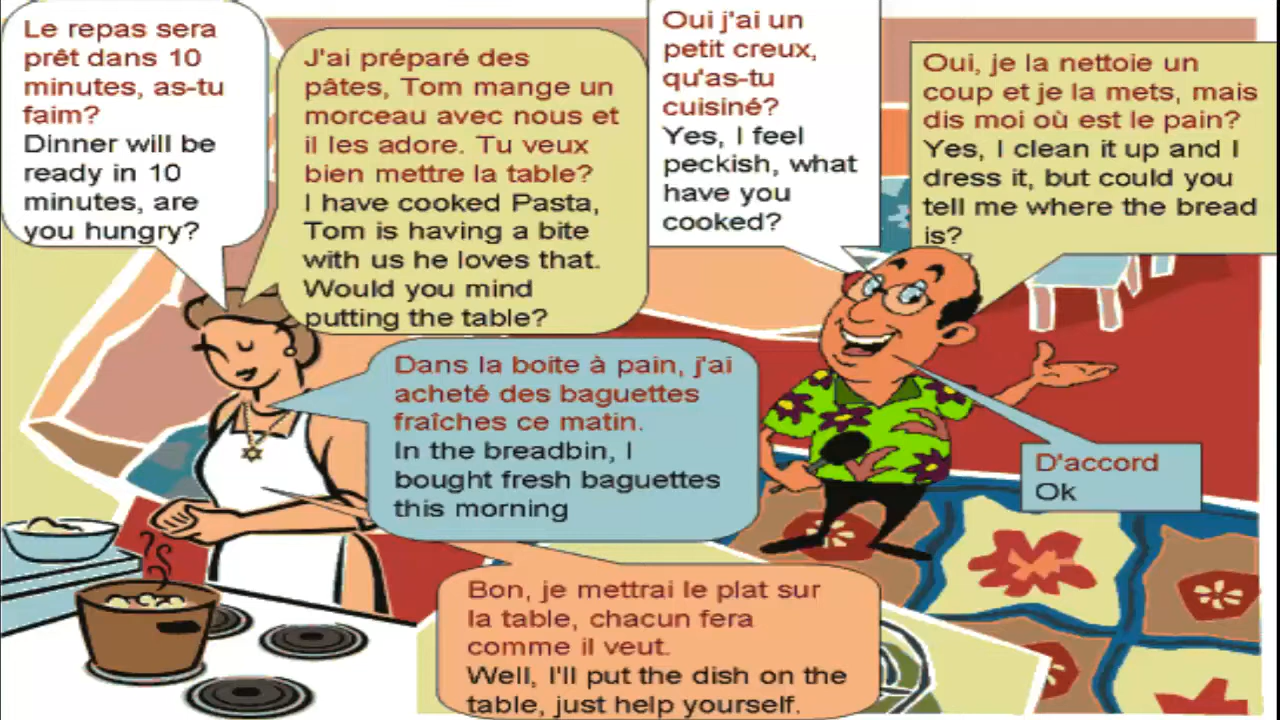 Le repas sera
prêt dans 10
minutes, as-tu
faim?
Dinner will be
ready in 10
minutes, are
you hungry?
Oui j'ai un
petit creux,
qu'as-tu
cuisiné?
Yes, I feel
peckish, what
have you
cooked?
J'ai préparé des
pâtes, Tom mange un
morceau avec nous et
il les adore. Tu veux
bien mettre la table?
I have cooked Pasta,
Tom is having a bite
with us he loves that.
Would you mind
putting the table?
Oui, je la nettoie un
coup et je la mets, mais
dis moi où est le pain?
Yes, I clean it up and I
dress it, but could you
tell me where the bread
is?
Dans la boite à pain, j'ai
acheté des baguettes
fraîches ce matin.
In the breadbin, I
bought fresh baguettes
this morning
D'accord
Ok
Bon, je mettrai le plat sur
la table, chacun fera
comme il veut.
Well, I'll put the dish on the
table, just help yourself.